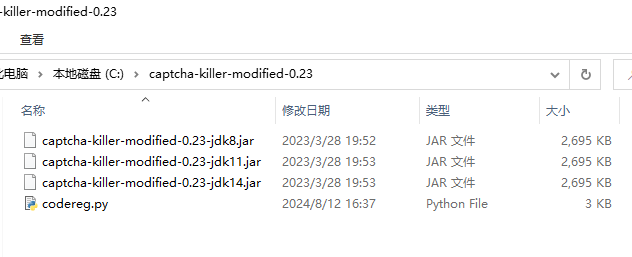 -killer-modified-0.23
查看
电脑 › 本地磁盘 (C:) › captcha-killer-modified-0.23
名称 修改日期 类型 大小
captcha-killer-modified-0.23-jdk8.jar 2023/3/28 19:52 JAR 文件 2,695 KB
captcha-killer-modified-0.23-jdk11.jar 2023/3/28 19:53 JAR 文件 2,695 KB
captcha-killer-modified-0.23-jdk14.jar 2023/3/28 19:53 JAR 文件 2,695 KB
codereg.py 2024/8/12 16:37 Python File 3 KB